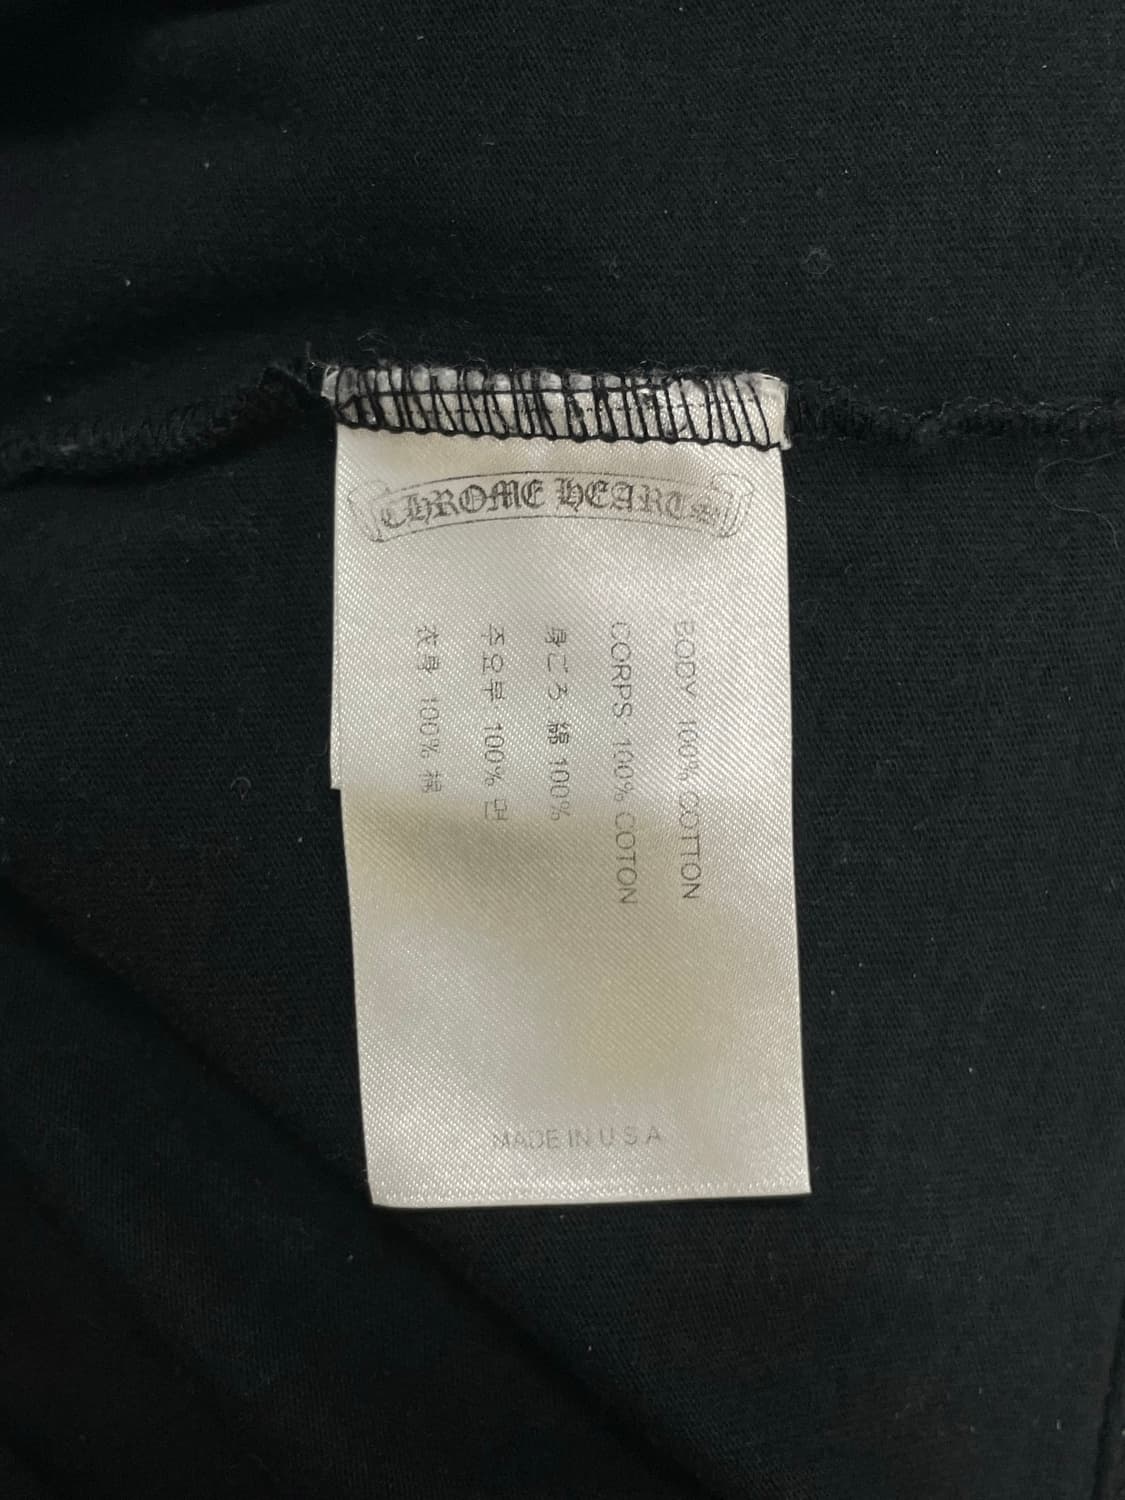 CHROME HEARTS
BODY 100% COTTON
CORPS 100% COTON
身ごろ 綿 100%
주요부 100% 면
衣身 100% 棉
MADE IN U.S.A